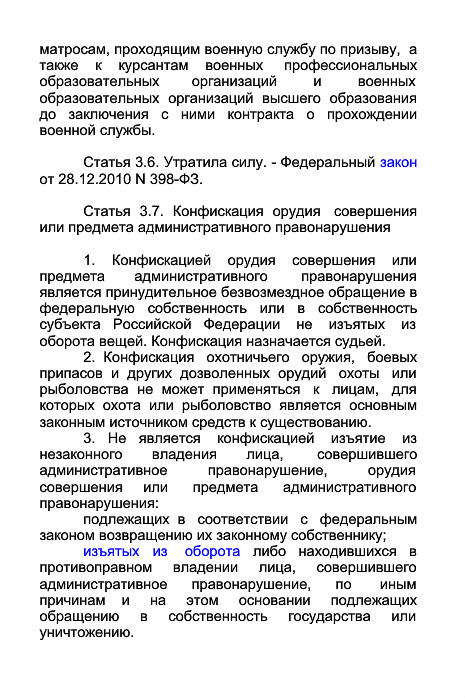 матросам, проходящим военную службу по призыву, а
также к курсантам военных профессиональных
образовательных организаций и военных
образовательных организаций высшего образования
до заключения с ними контракта о прохождении
военной службы.
Статья 3.6. Утратила силу. - Федеральный закон
от 28.12.2010 N 398-ФЗ.
Статья 3.7. Конфискация орудия совершения
или предмета административного правонарушения
1. Конфискацией орудия совершения или
предмета административного правонарушения
является принудительное безвозмездное обращение в
федеральную собственность или в собственность
субъекта Российской Федерации не изъятых из
оборота вещей. Конфискация назначается судьей.
2. Конфискация охотничьего оружия, боевых
припасов и других дозволенных орудий охоты или
рыболовства не может применяться к лицам, для
которых охота или рыболовство является основным
законным источником средств к существованию.
3. Не является конфискацией изъятие из
незаконного владения лица, совершившего
административное правонарушение, орудия
совершения или предмета административного
правонарушения:
подлежащих в соответствии с федеральным
законом возвращению их законному собственнику;
изъятых из оборота либо находившихся в
противоправном владении лица, совершившего
административное правонарушение, по иным
причинам и на этом основании подлежащих
обращению в собственность государства или
уничтожению.